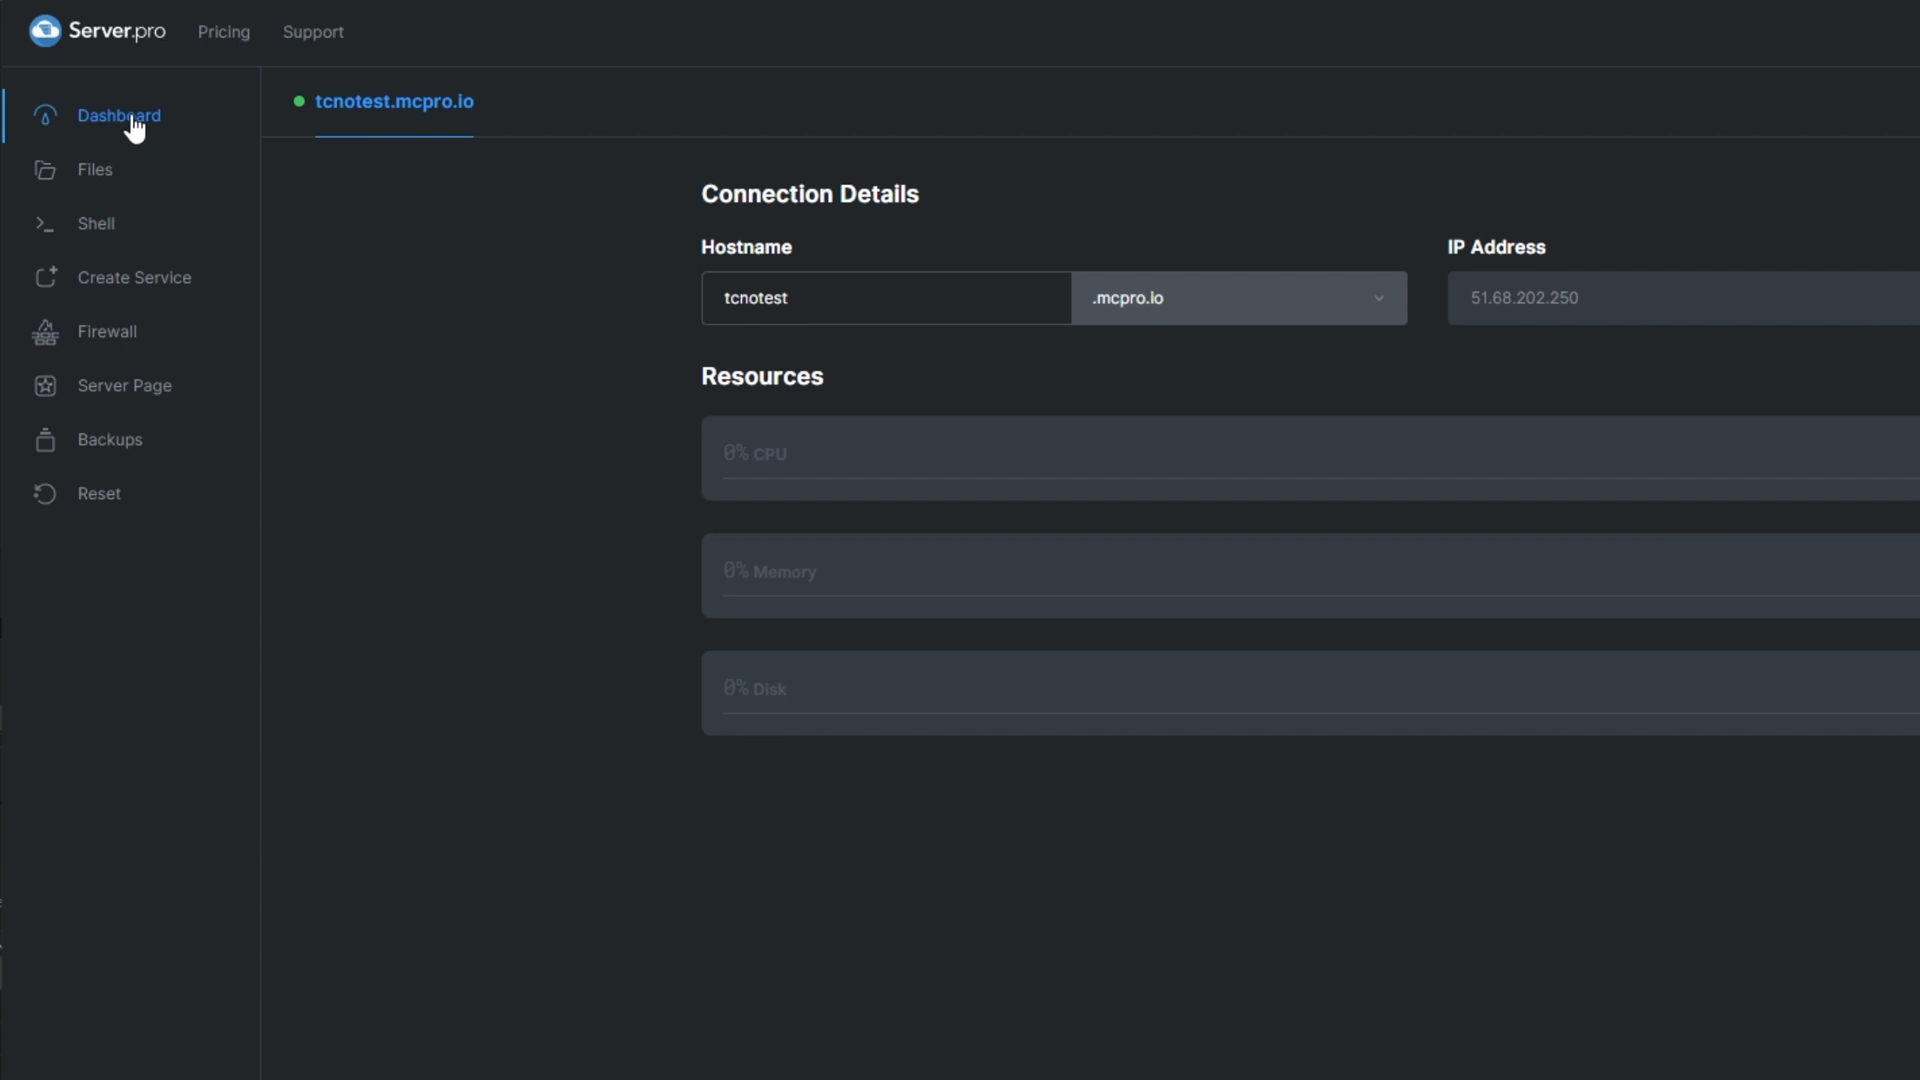 Server.pro
Pricing
Support
Dashboard
Files
Shell
Create Service
Firewall
Server Page
Backups
Reset
tcnotest.mcpro.io
Connection Details
Hostname
IP Address
tcnotest
.mcpro.io
51.68.202.250
Resources
0% CPU
0% Memory
0% Disk